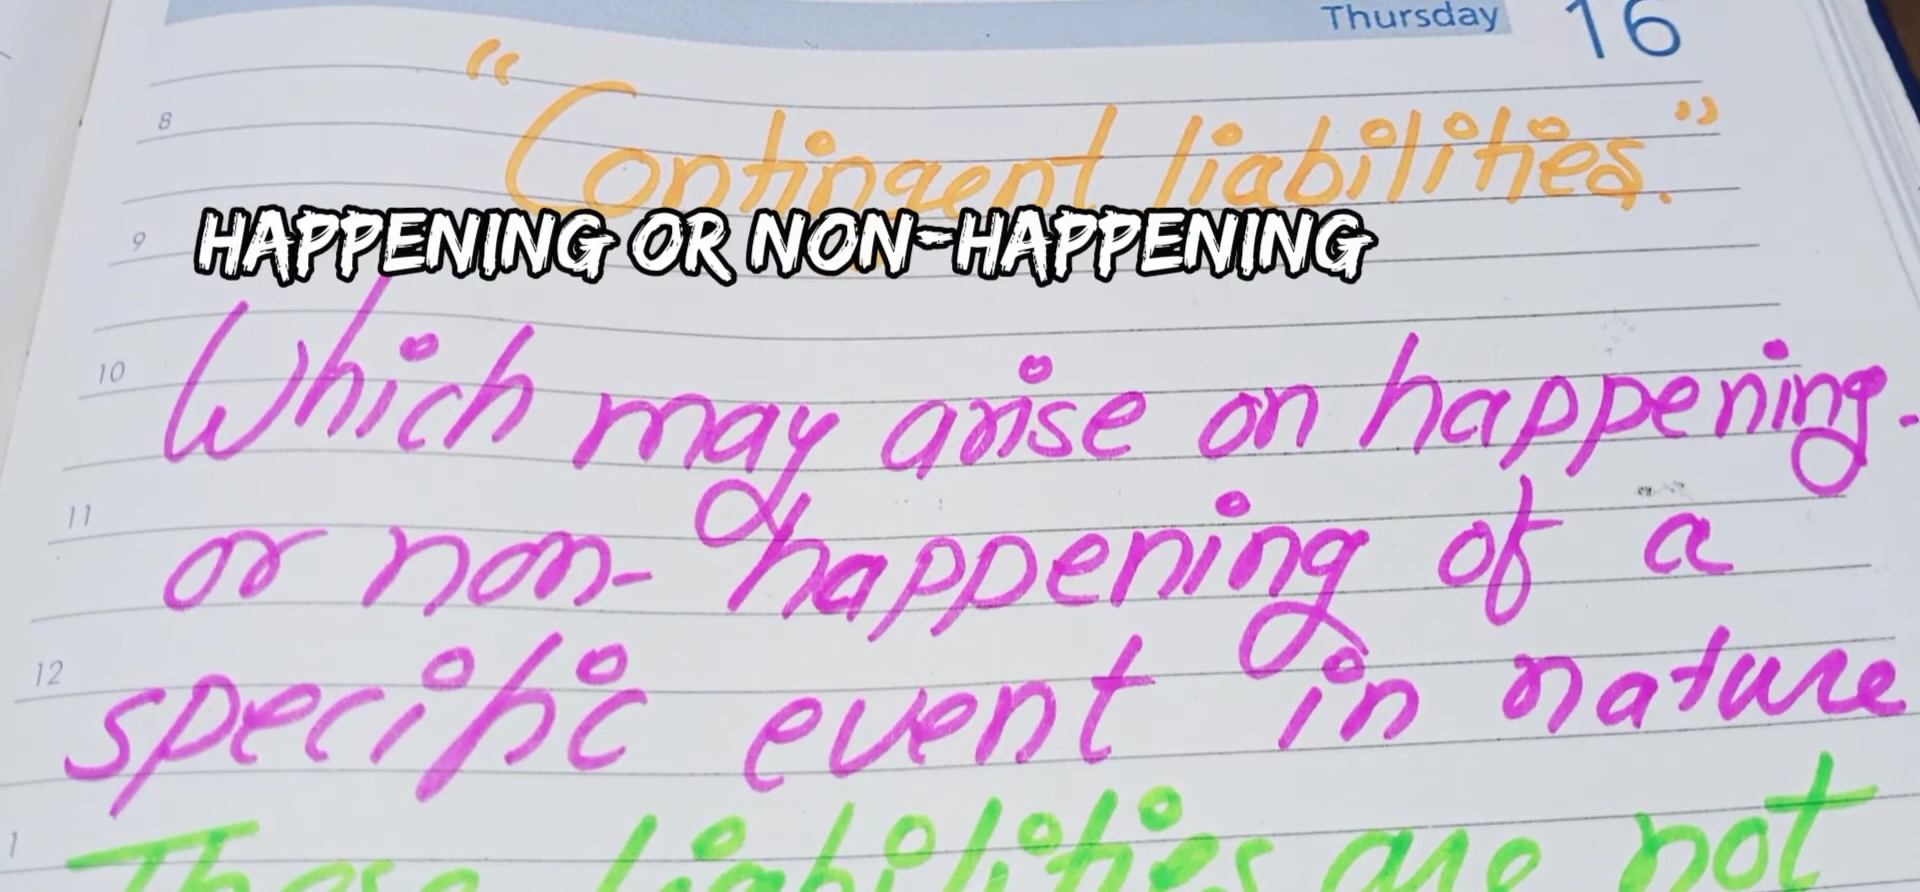 Thursday 16
"Contingent liabilities."
HAPPENING OR NON-HAPPENING
Which may arise on happening.
or non-happening of a
specific event in nature
These liabilities are not
8
9
10
11
12
1